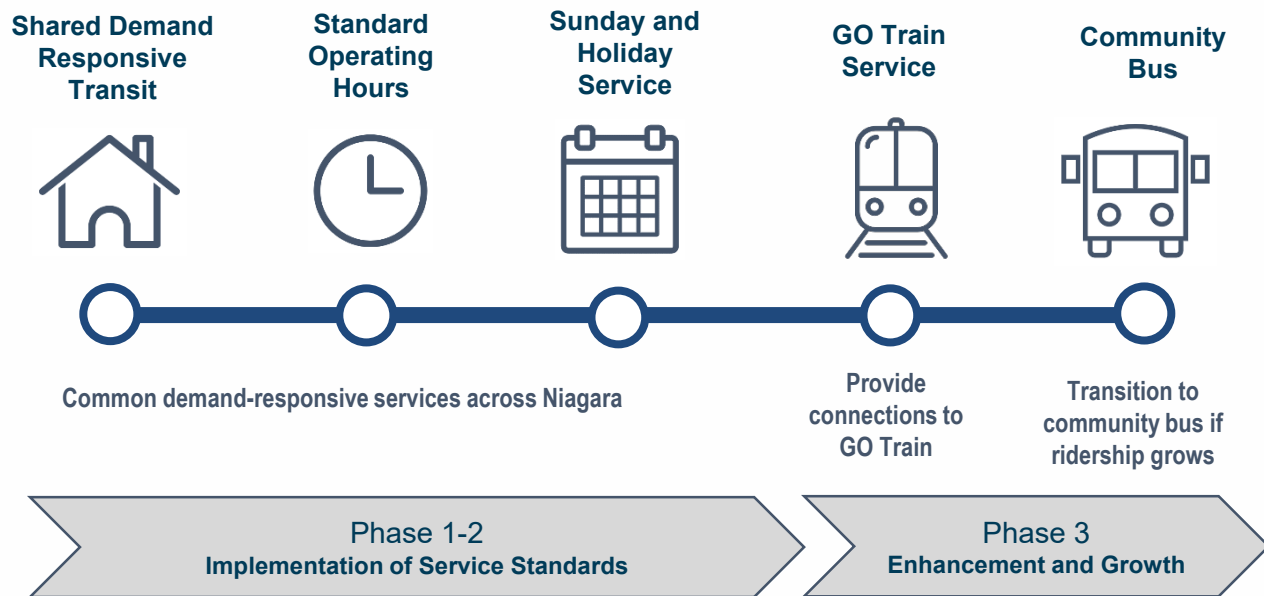 Shared Demand
Responsive
Transit
Standard
Operating
Hours
Sunday and
Holiday
Service
GO Train
Service
Community
Bus
Common demand-responsive services across Niagara
Provide
connections to
GO Train
Transition to
community bus if
ridership grows
Phase 1-2
Implementation of Service Standards
Phase 3
Enhancement and Growth